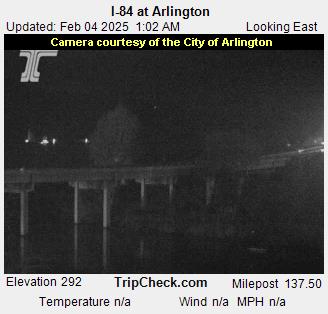 I-84 at Arlington
Updated: Feb 04 2025 1:02 AM Looking East
Camera courtesy of the City of Arlington
Elevation 292 TripCheck.com Milepost 137.50
Temperature n/a Wind n/a MPH n/a